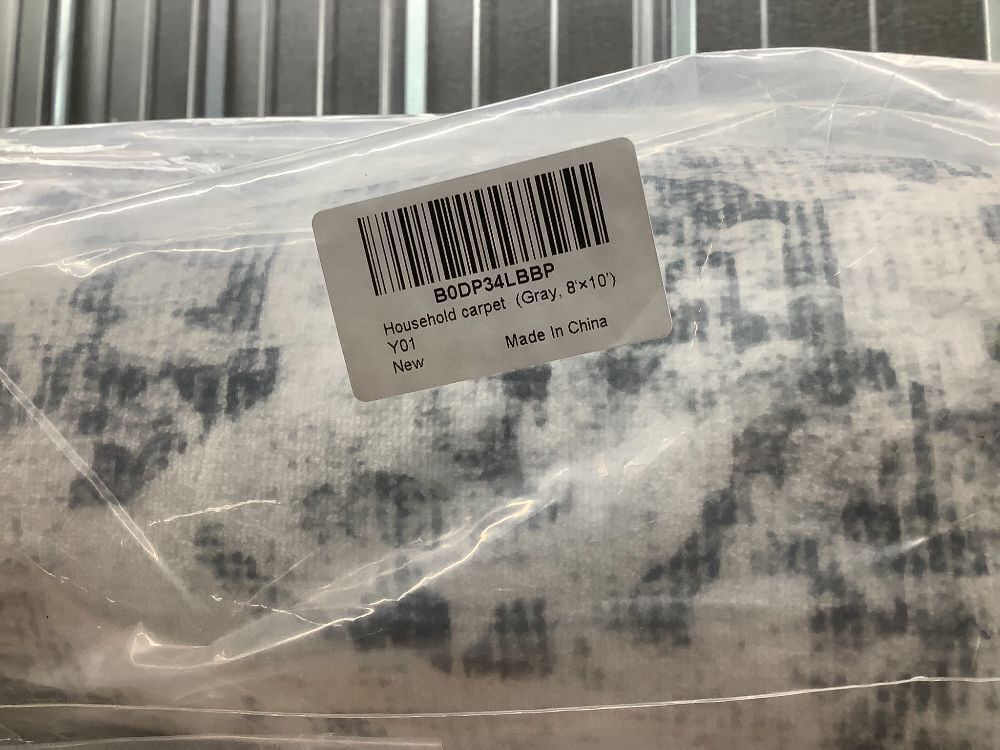 B0DP34LBBP
Household carpet (Gray, 8'×10')
Y01
Made In China
New